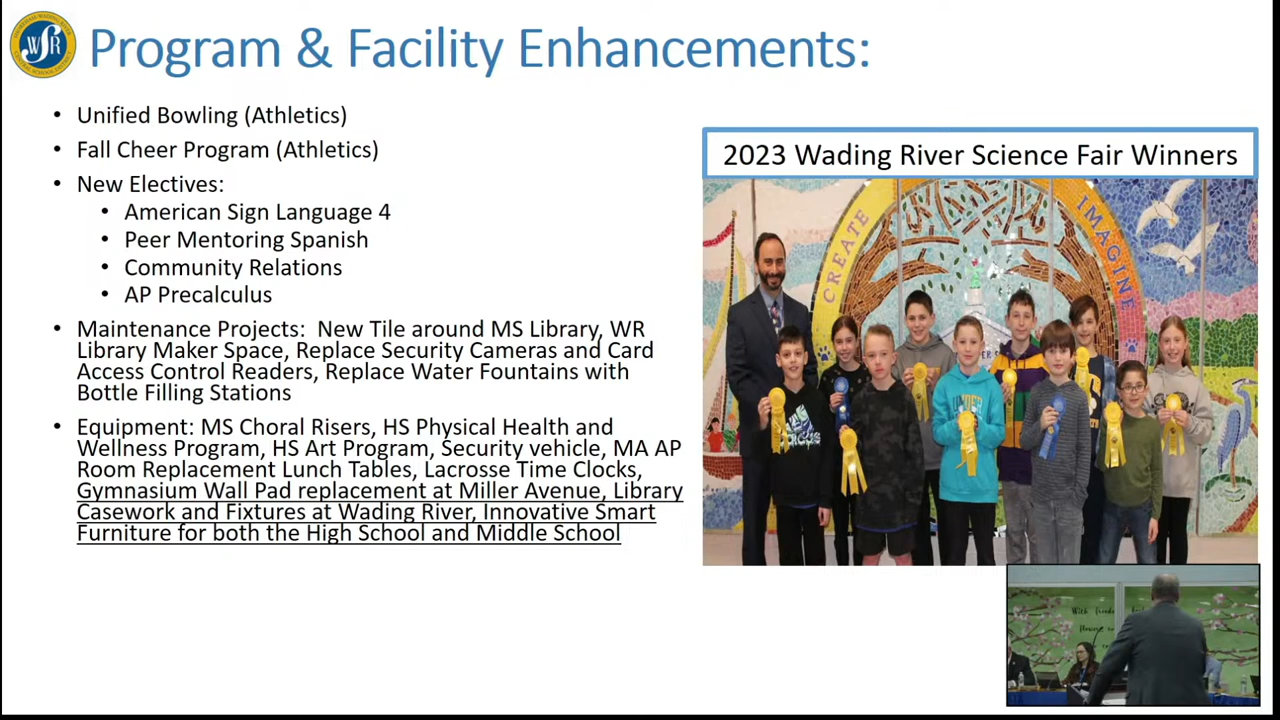 WSR
Program & Facility Enhancements:
• Unified Bowling (Athletics)
• Fall Cheer Program (Athletics)
• New Electives:
• American Sign Language 4
• Peer Mentoring Spanish
• Community Relations
• AP Precalculus
• Maintenance Projects: New Tile around MS Library, WR
Library Maker Space, Replace Security Cameras and Card
Access Control Readers, Replace Water Fountains with
Bottle Filling Stations
• Equipment: MS Choral Risers, HS Physical Health and
Wellness Program, HS Art Program, Security vehicle, MA AP
Room Replacement Lunch Tables, Lacrosse Time Clocks,
Gymnasium Wall Pad replacement at Miller Avenue, Library
Casework and Fixtures at Wading River, Innovative Smart
Furniture for both the High School and Middle School
2023 Wading River Science Fair Winners
CREATE
IMAGINE
With